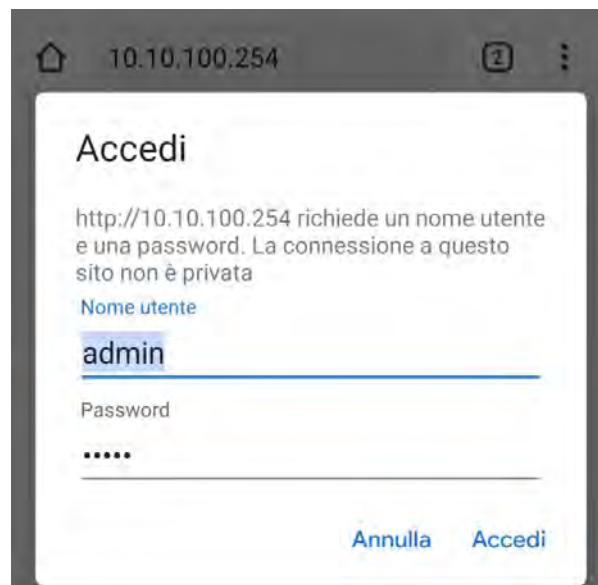 10.10.100.254
2
Accedi
http://10.10.100.254 richiede un nome utente
e una password. La connessione a questo
sito non è privata
Nome utente
admin
Password
•••••
Annulla
Accedi